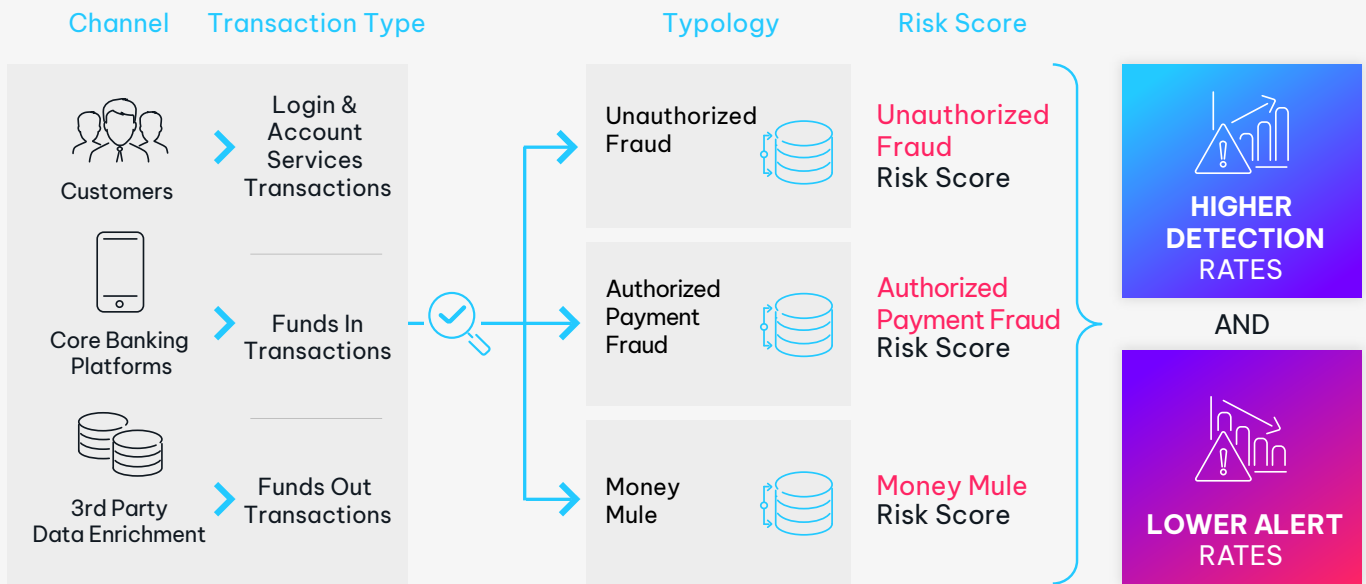 Channel
Transaction Type
Typology
Risk Score
Customers
Login &
Account
Services
Transactions
Core Banking
Platforms
Funds In
Transactions
3rd Party
Data Enrichment
Funds Out
Transactions
Unauthorized
Fraud
Authorized
Payment
Fraud
Money
Mule
Unauthorized
Fraud
Risk Score
Authorized
Payment Fraud
Risk Score
Money Mule
Risk Score
HIGHER
DETECTION
RATES
AND
LOWER ALERT
RATES